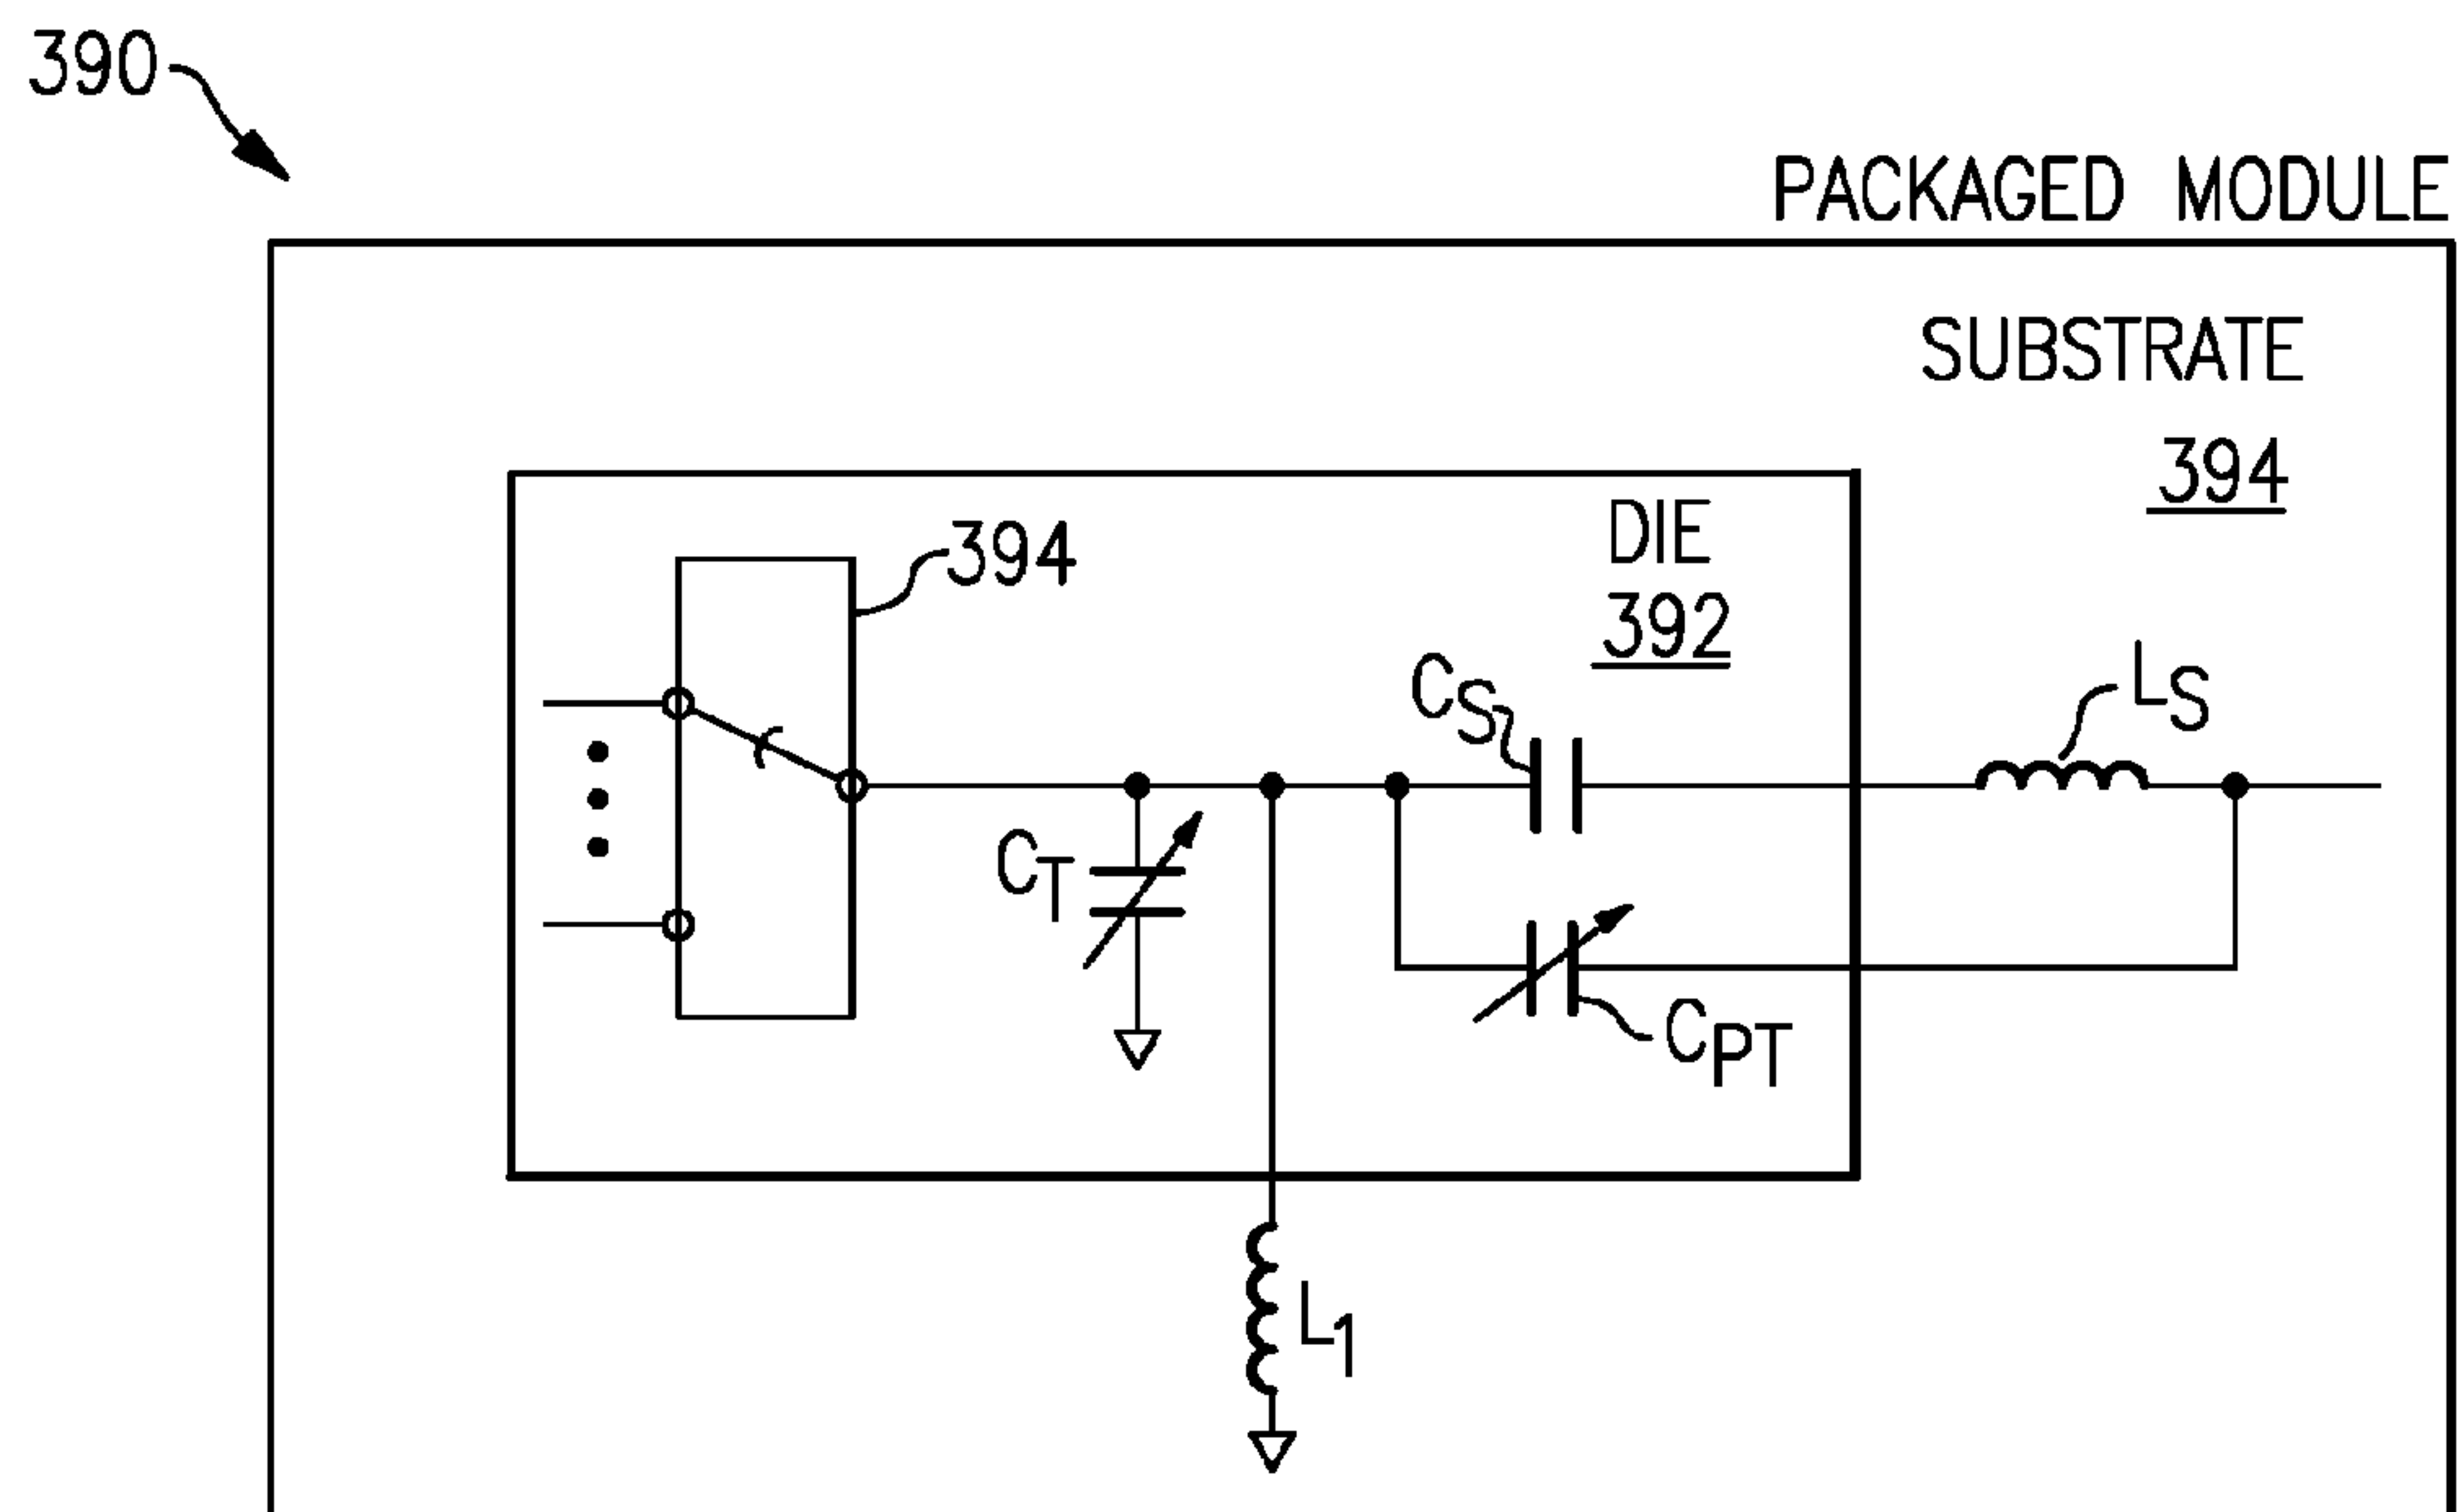 390
PACKAGED MODULE
SUBSTRATE
394
DIE
392
394
CS
LS
CT
CPT
L1